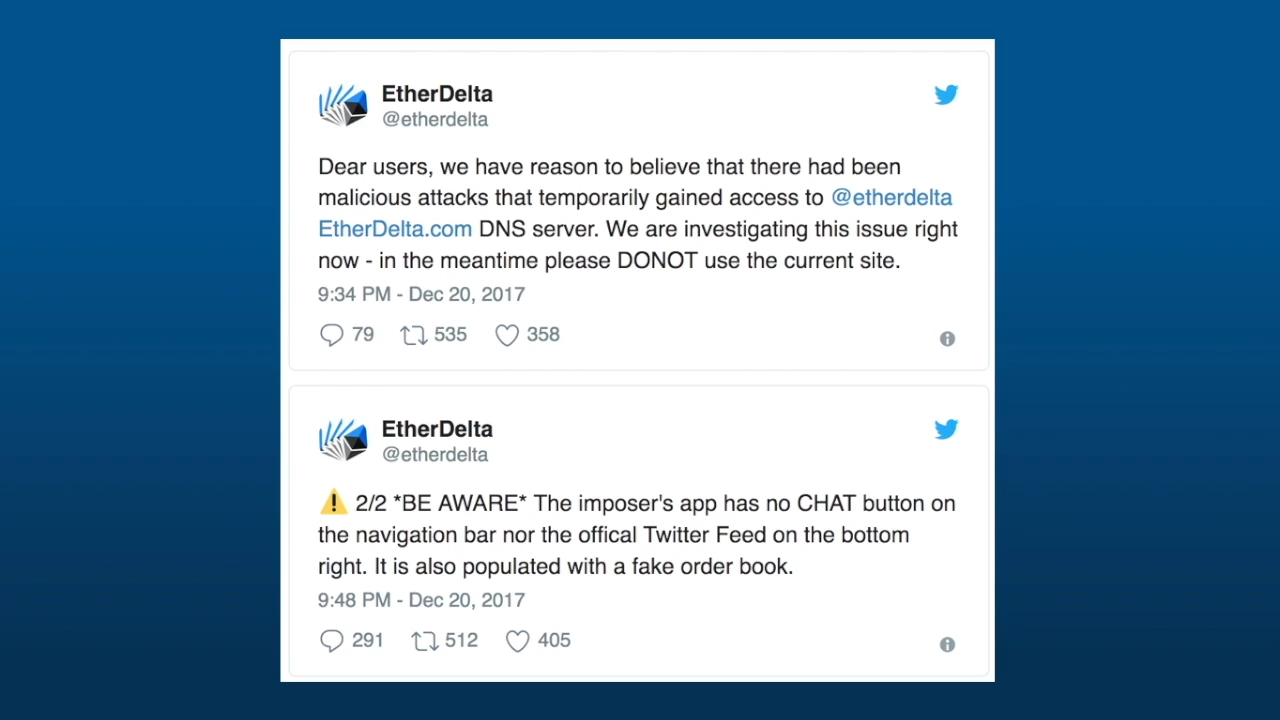 EtherDelta
@etherdelta
Dear users, we have reason to believe that there had been
malicious attacks that temporarily gained access to @etherdelta
EtherDelta.com DNS server. We are investigating this issue right
now - in the meantime please DONOT use the current site.
9:34 PM - Dec 20, 2017
79 535 358
EtherDelta
@etherdelta
⚠️ 2/2 *BE AWARE* The imposer's app has no CHAT button on
the navigation bar nor the offical Twitter Feed on the bottom
right. It is also populated with a fake order book.
9:48 PM - Dec 20, 2017
291 512 405